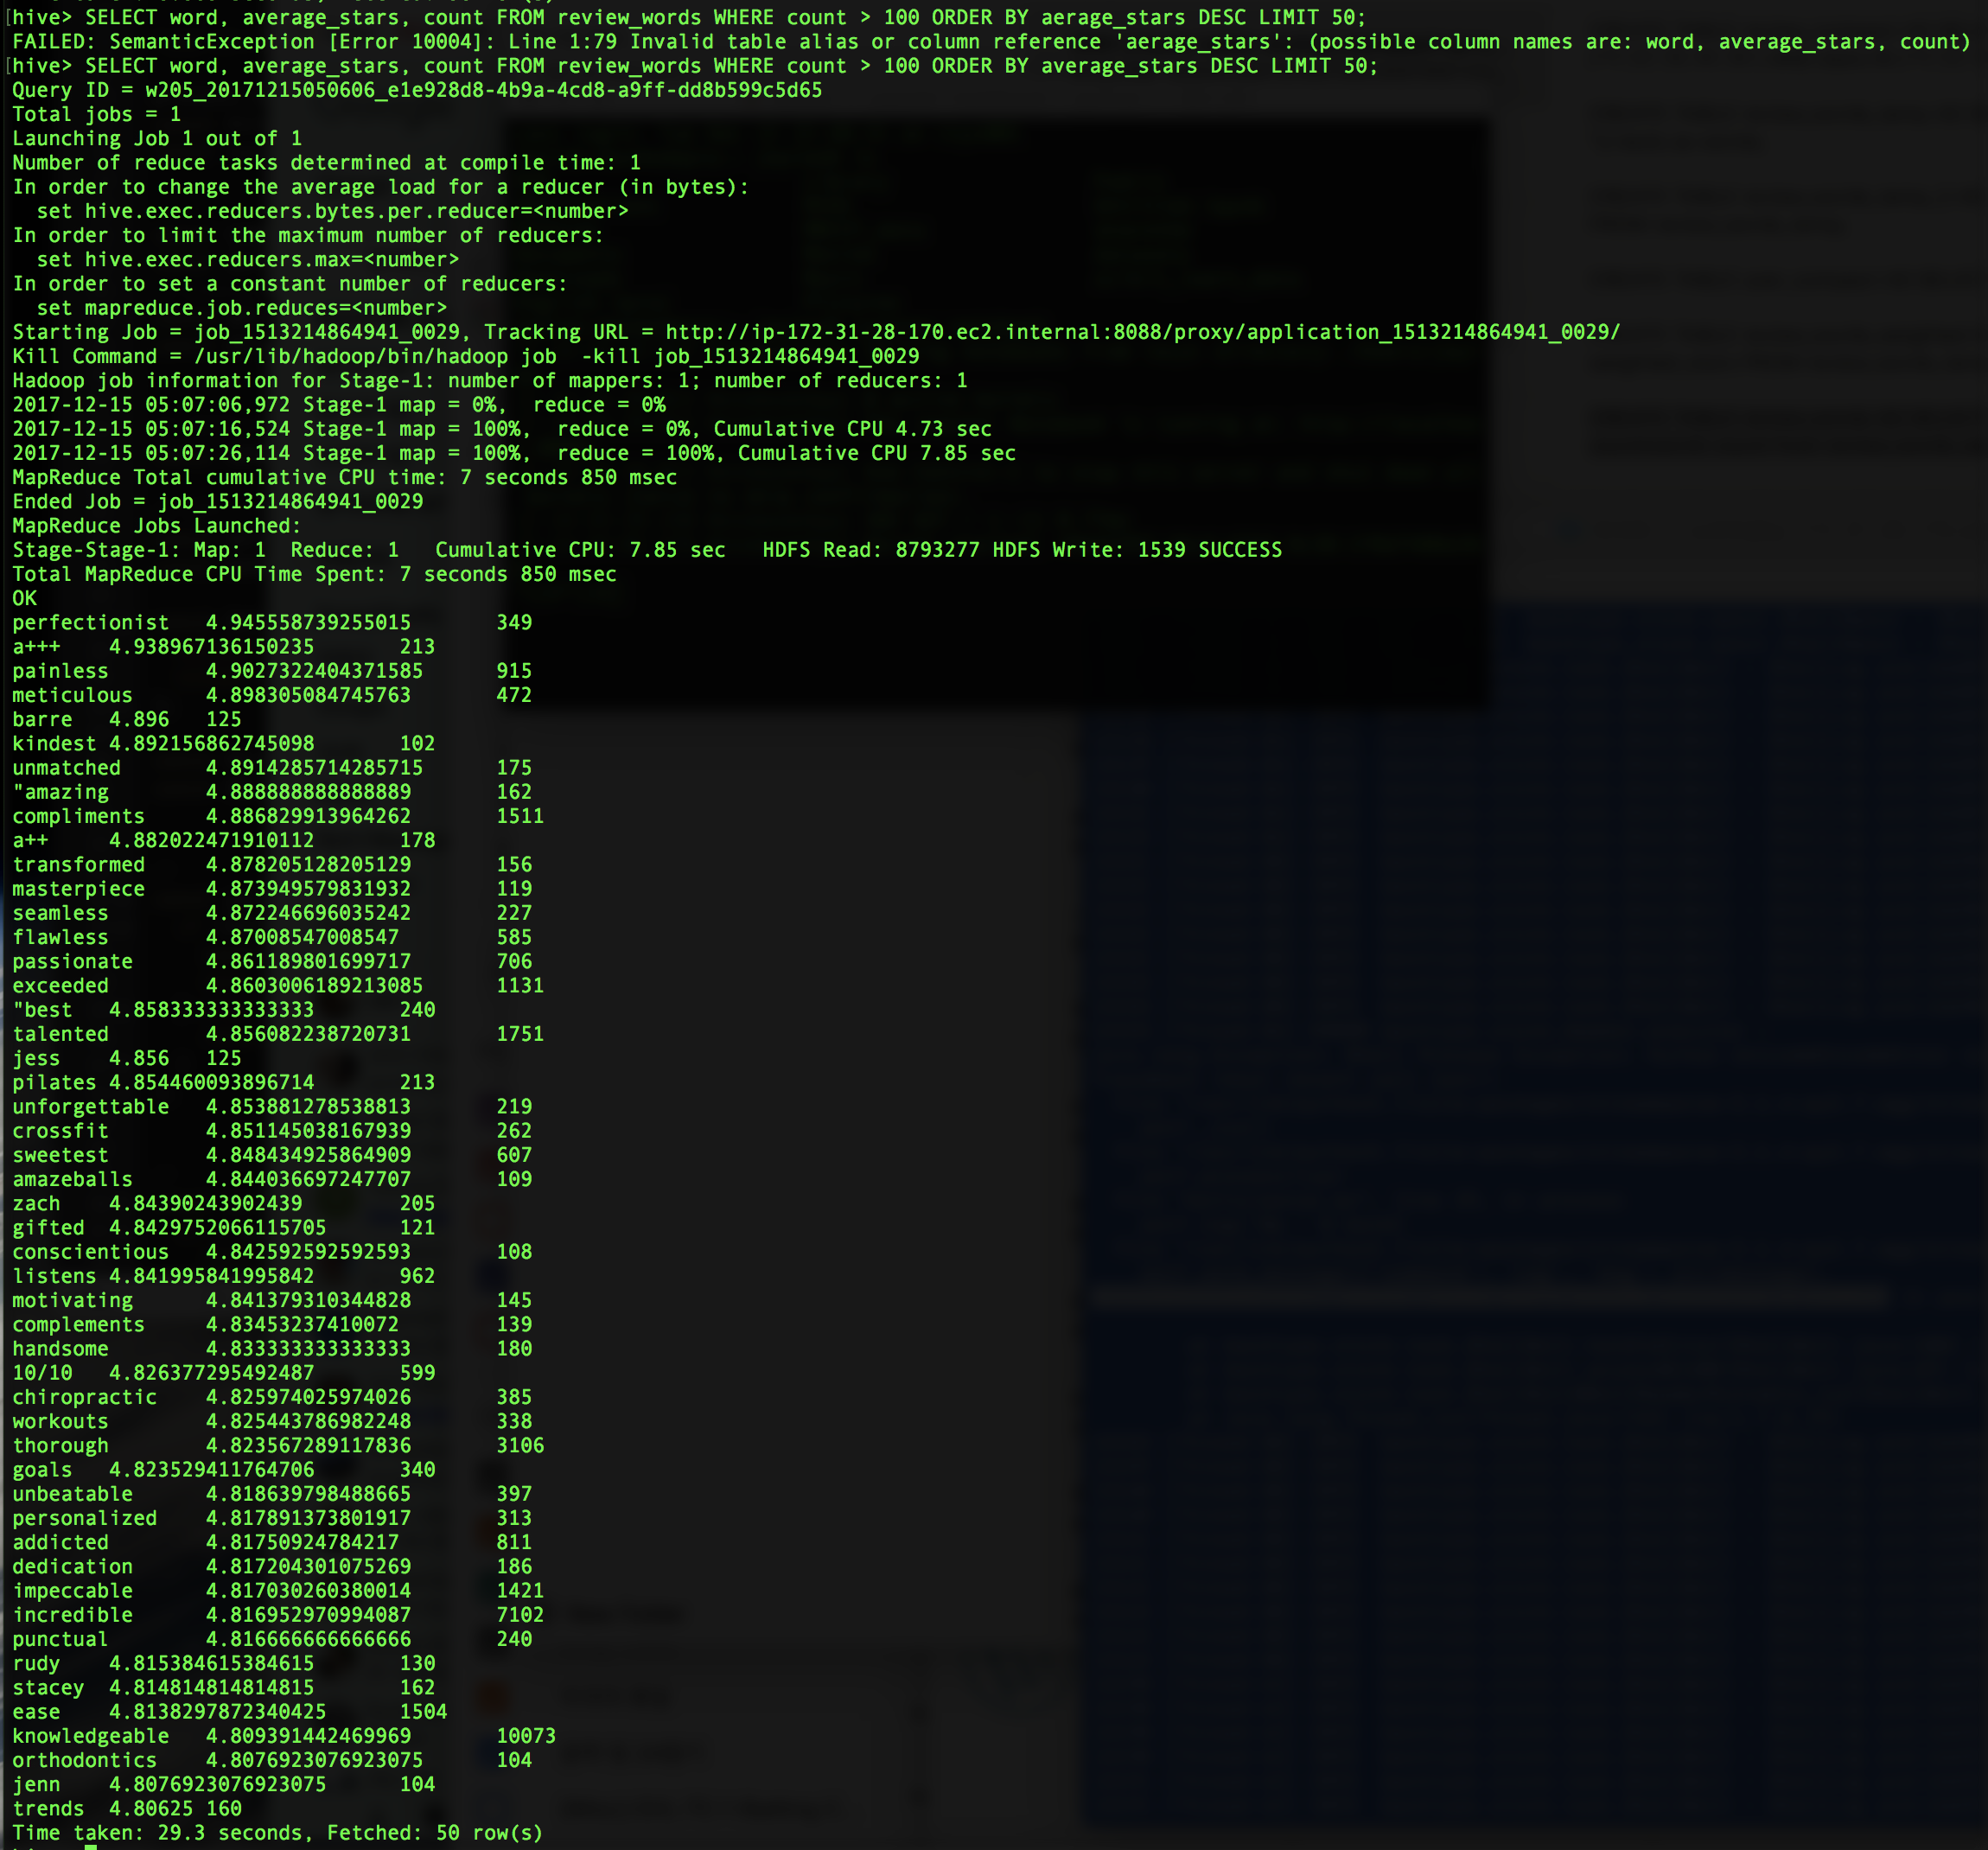 hive> SELECT word, average_stars, count FROM review_words WHERE count > 100 ORDER BY aerage_stars DESC LIMIT 50;
FAILED: SemanticException [Error 10004]: Line 1:79 Invalid table alias or column reference 'aerage_stars': (possible column names are: word, average_stars, count)
hive> SELECT word, average_stars, count FROM review_words WHERE count > 100 ORDER BY average_stars DESC LIMIT 50;
Query ID = w205_20171215050606_e1e928d8-4b9a-4cd8-a9ff-dd8b599c5d65
Total jobs = 1
Launching Job 1 out of 1
Number of reduce tasks determined at compile time: 1
In order to change the average load for a reducer (in bytes):
  set hive.exec.reducers.bytes.per.reducer=<number>
In order to limit the maximum number of reducers:
  set hive.exec.reducers.max=<number>
In order to set a constant number of reducers:
  set mapreduce.job.reduces=<number>
Starting Job = job_1513214864941_0029, Tracking URL = http://ip-172-31-28-170.ec2.internal:8088/proxy/application_1513214864941_0029/
Kill Command = /usr/lib/hadoop/bin/hadoop job  -kill job_1513214864941_0029
Hadoop job information for Stage-1: number of mappers: 1; number of reducers: 1
2017-12-15 05:07:06,972 Stage-1 map = 0%,  reduce = 0%
2017-12-15 05:07:16,524 Stage-1 map = 100%,  reduce = 0%, Cumulative CPU 4.73 sec
2017-12-15 05:07:26,114 Stage-1 map = 100%,  reduce = 100%, Cumulative CPU 7.85 sec
MapReduce Total cumulative CPU time: 7 seconds 850 msec
Ended Job = job_1513214864941_0029
MapReduce Jobs Launched:
Stage-Stage-1: Map: 1  Reduce: 1   Cumulative CPU: 7.85 sec   HDFS Read: 8793277 HDFS Write: 1539 SUCCESS
Total MapReduce CPU Time Spent: 7 seconds 850 msec
OK
perfectionist 4.945558739255015 349
a+++ 4.938967136150235 213
painless 4.9027322404371585 915
meticulous 4.898305084745763 472
barre 4.896 125
kindest 4.892156862745098 102
unmatched 4.8914285714285715 175
"amazing 4.888888888888889 162
compliments 4.886829913964262 1511
a++ 4.882022471910112 178
transformed 4.878205128205129 156
masterpiece 4.873949579831932 119
seamless 4.872246696035242 227
flawless 4.87008547008547 585
passionate 4.861189801699717 706
exceeded 4.8603006189213085 1131
"best 4.858333333333333 240
talented 4.856082238720731 1751
jess 4.856 125
pilates 4.854460093896714 213
unforgettable 4.853881278538813 219
crossfit 4.851145038167939 262
sweetest 4.848434925864909 607
amazeballs 4.844036697247707 109
zach 4.84390243902439 205
gifted 4.8429752066115705 121
conscientious 4.842592592592593 108
listens 4.841995841995842 962
motivating 4.841379310344828 145
complements 4.83453237410072 139
handsome 4.833333333333333 180
10/10 4.826377295492487 599
chiropractic 4.825974025974026 385
workouts 4.825443786982248 338
thorough 4.823567289117836 3106
goals 4.823529411764706 340
unbeatable 4.818639798488665 397
personalized 4.817891373801917 313
addicted 4.81750924784217 811
dedication 4.817204301075269 186
impeccable 4.817030260380014 1421
incredible 4.816952970994087 7102
punctual 4.816666666666666 240
rudy 4.815384615384615 130
stacey 4.814814814814815 162
ease 4.8138297872340425 1504
knowledgeable 4.809391442469969 10073
orthodontics 4.8076923076923075 104
jenn 4.8076923076923075 104
trends 4.80625 160
Time taken: 29.3 seconds, Fetched: 50 row(s)